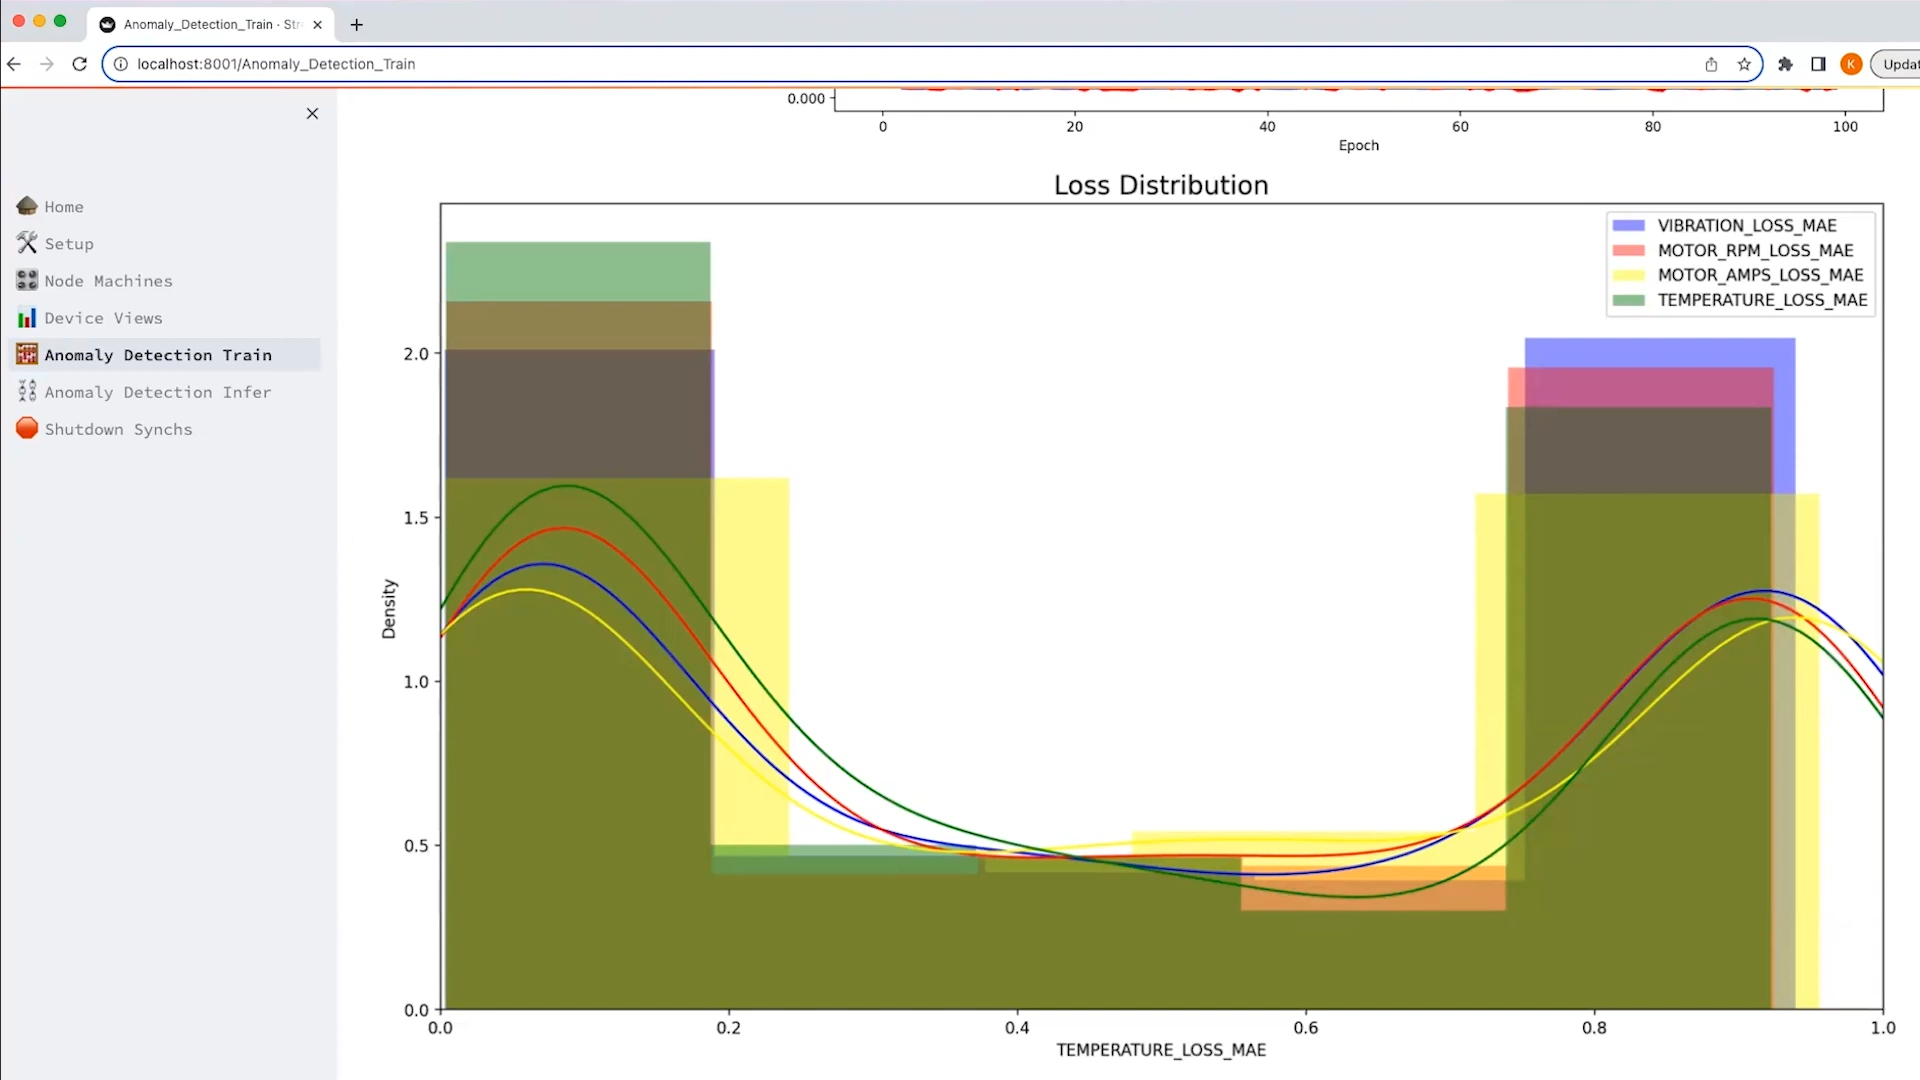 Anomaly_Detection_Train · Str
localhost:8001/Anomaly_Detection_Train
K
Updat
Home
Setup
Node Machines
Device Views
Anomaly Detection Train
Anomaly Detection Infer
Shutdown Synchs
0.000
0 20 40 60 80 100
Epoch
Loss Distribution
VIBRATION_LOSS_MAE
MOTOR_RPM_LOSS_MAE
MOTOR_AMPS_LOSS_MAE
TEMPERATURE_LOSS_MAE
2.0
1.5
1.0
0.5
0.0
Density
0.0 0.2 0.4 0.6 0.8 1.0
TEMPERATURE_LOSS_MAE